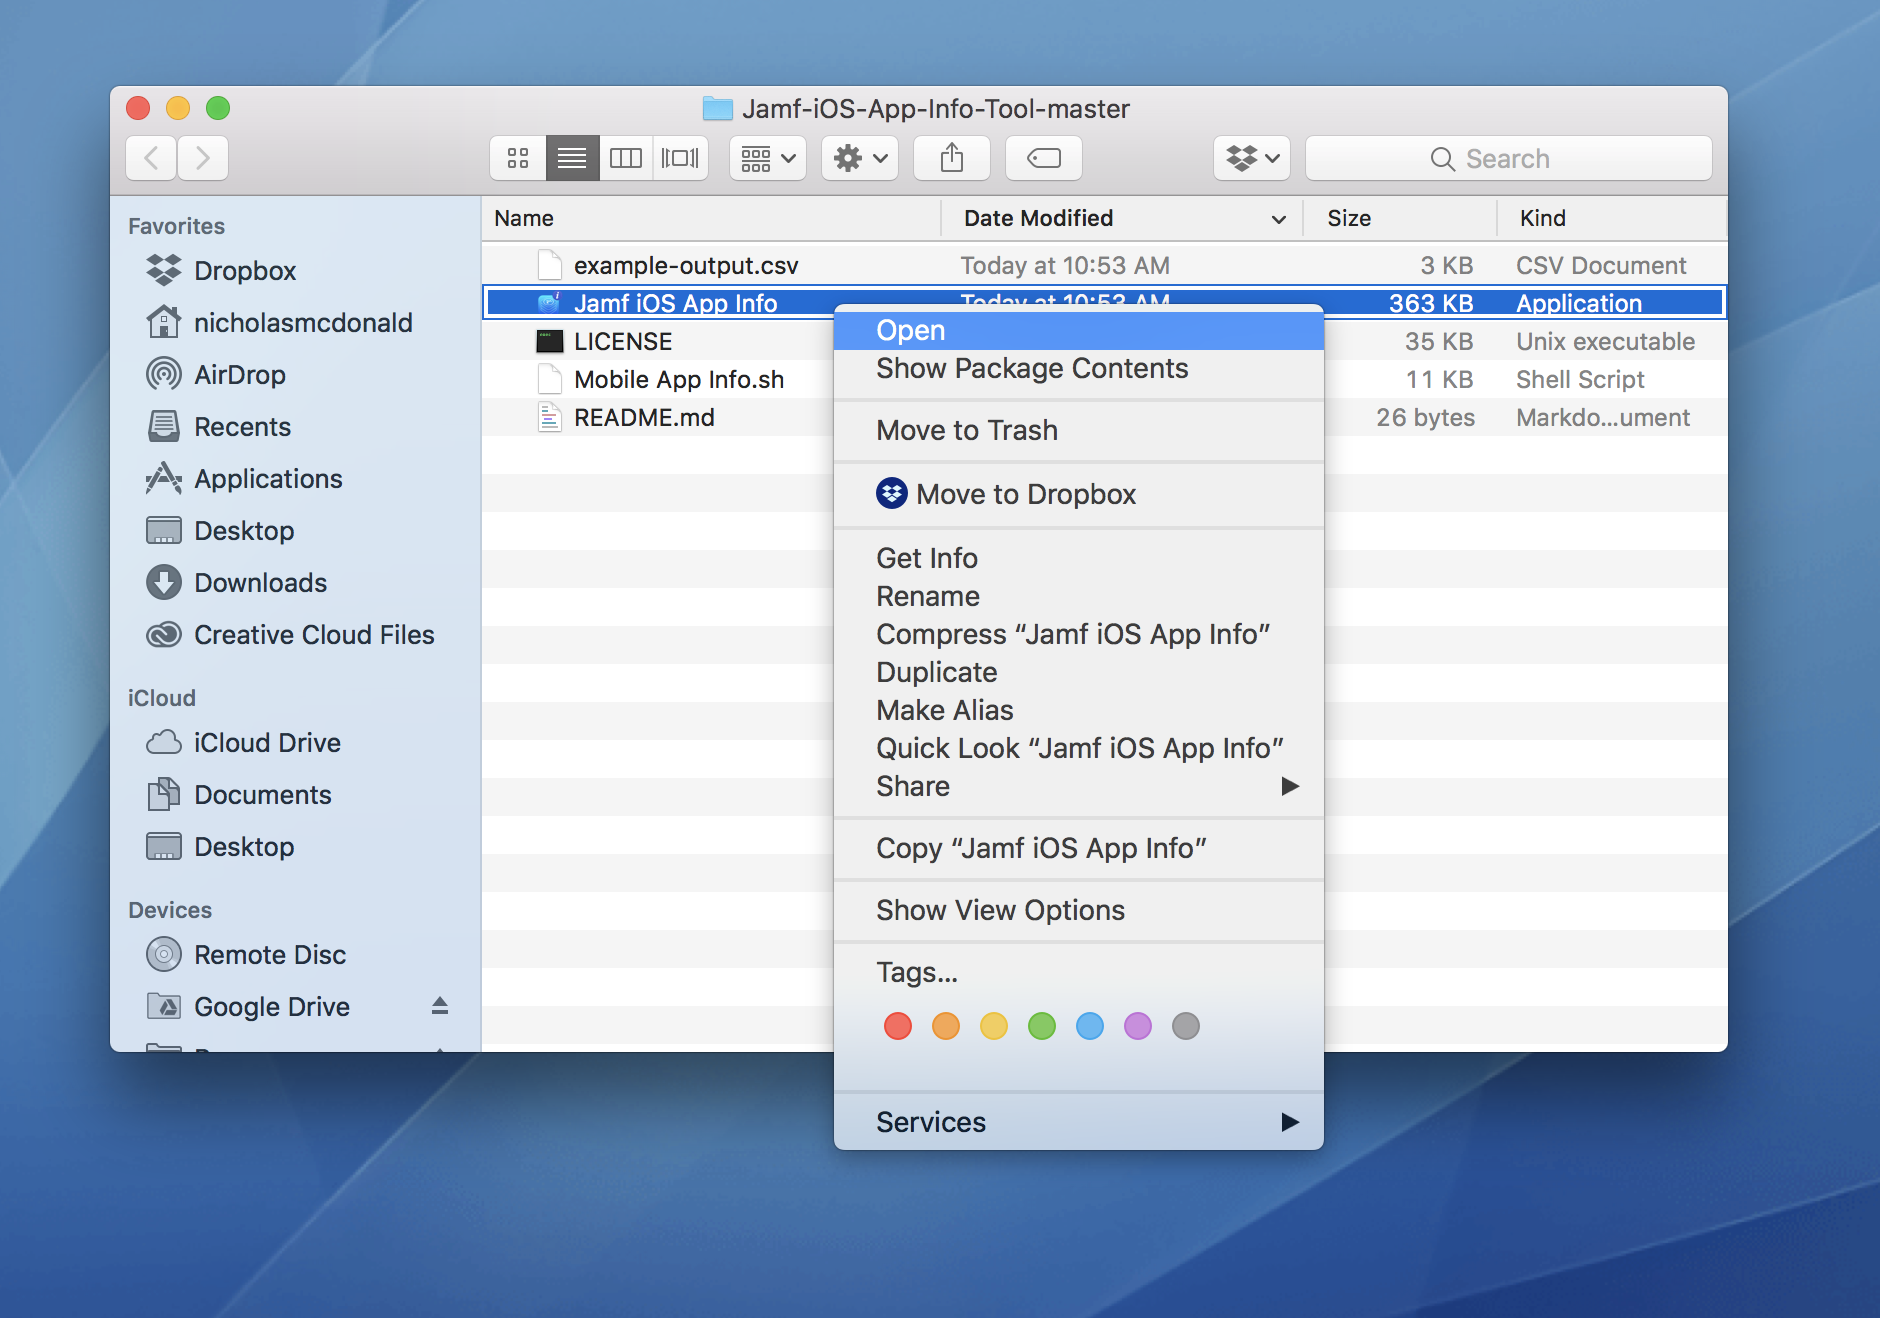 Jamf-iOS-App-Info-Tool-master
Search
Favorites
Dropbox
nicholasmcdonald
AirDrop
Recents
Applications
Desktop
Downloads
Creative Cloud Files
iCloud
iCloud Drive
Documents
Desktop
Devices
Remote Disc
Google Drive
Name Date Modified Size Kind
example-output.csv Today at 10:53 AM 3 KB CSV Document
Jamf iOS App Info Today at 10:53 AM 363 KB Application
LICENSE 35 KB Unix executable
Mobile App Info.sh 11 KB Shell Script
README.md 26 bytes Markdo...ument
Open
Show Package Contents
Move to Trash
Move to Dropbox
Get Info
Rename
Compress “Jamf iOS App Info”
Duplicate
Make Alias
Quick Look “Jamf iOS App Info”
Share
Copy “Jamf iOS App Info”
Show View Options
Tags...
Services